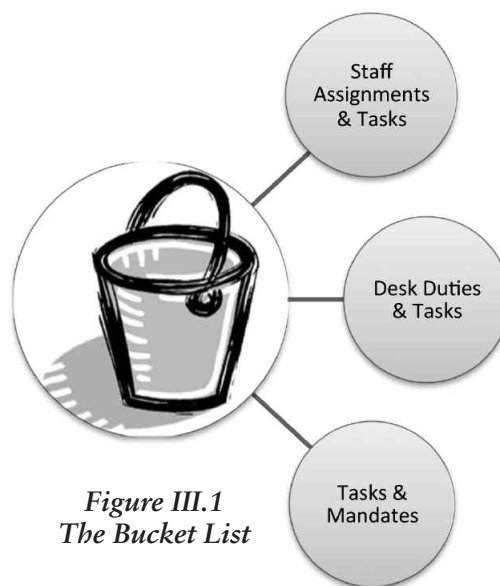 Staff
Assignments
& Tasks
Desk Duties
& Tasks
Tasks &
Mandates
Figure III.1
The Bucket List